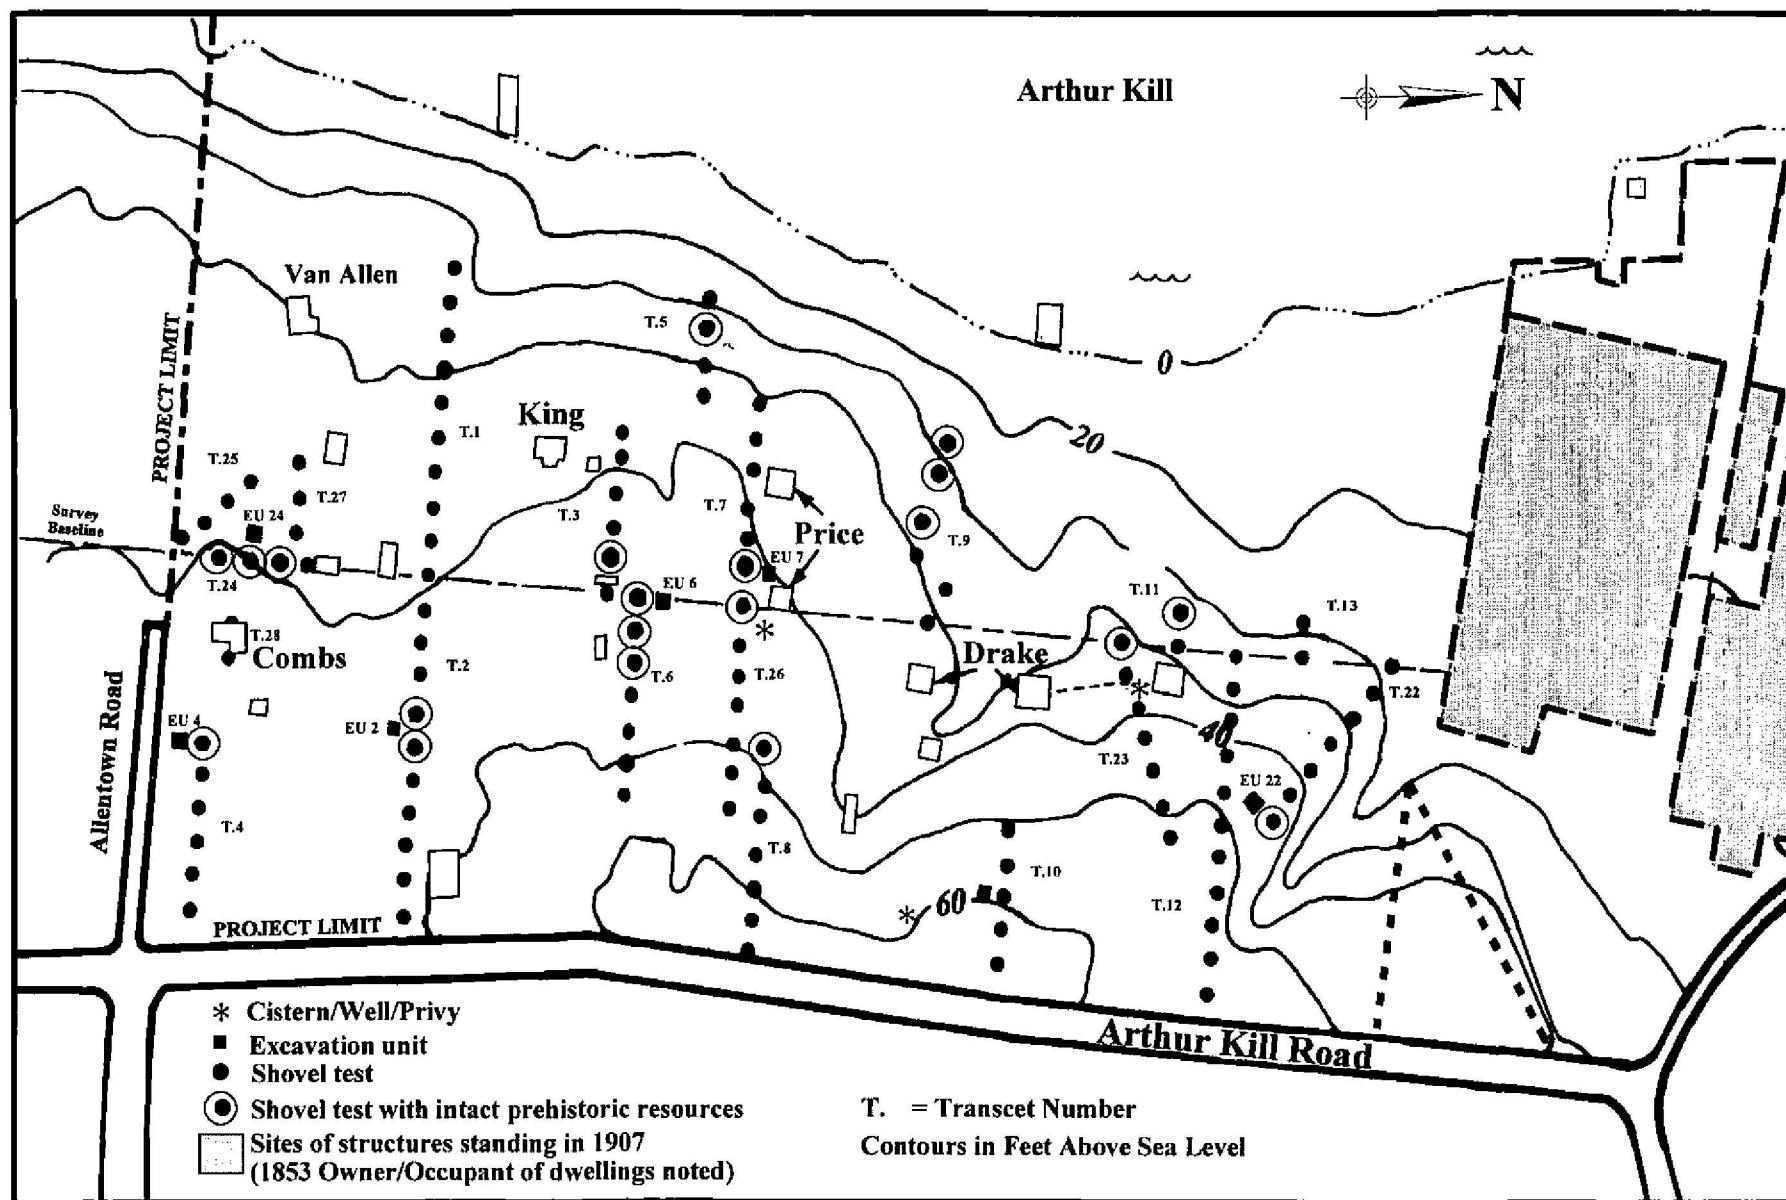 Arthur Kill
N
Van Allen
T.5
PROJECT LIMIT
0
King
T.1
20
T.25
T.27
EU 24
Survey
Baseline
T.3
T.7
Price
T.9
EU 7
T.24
EU 6
T.11
T.13
T.28
Combs
T.2
T.6
T.26
Drake
T.22
EU 4
EU 2
40
T.23
EU 22
Allentown Road
T.4
T.8
T.10
T.12
60
PROJECT LIMIT
Arthur Kill Road
* Cistern/Well/Privy
Excavation unit
Shovel test
Shovel test with intact prehistoric resources
Sites of structures standing in 1907
(1853 Owner/Occupant of dwellings noted)
T. = Transcet Number
Contours in Feet Above Sea Level